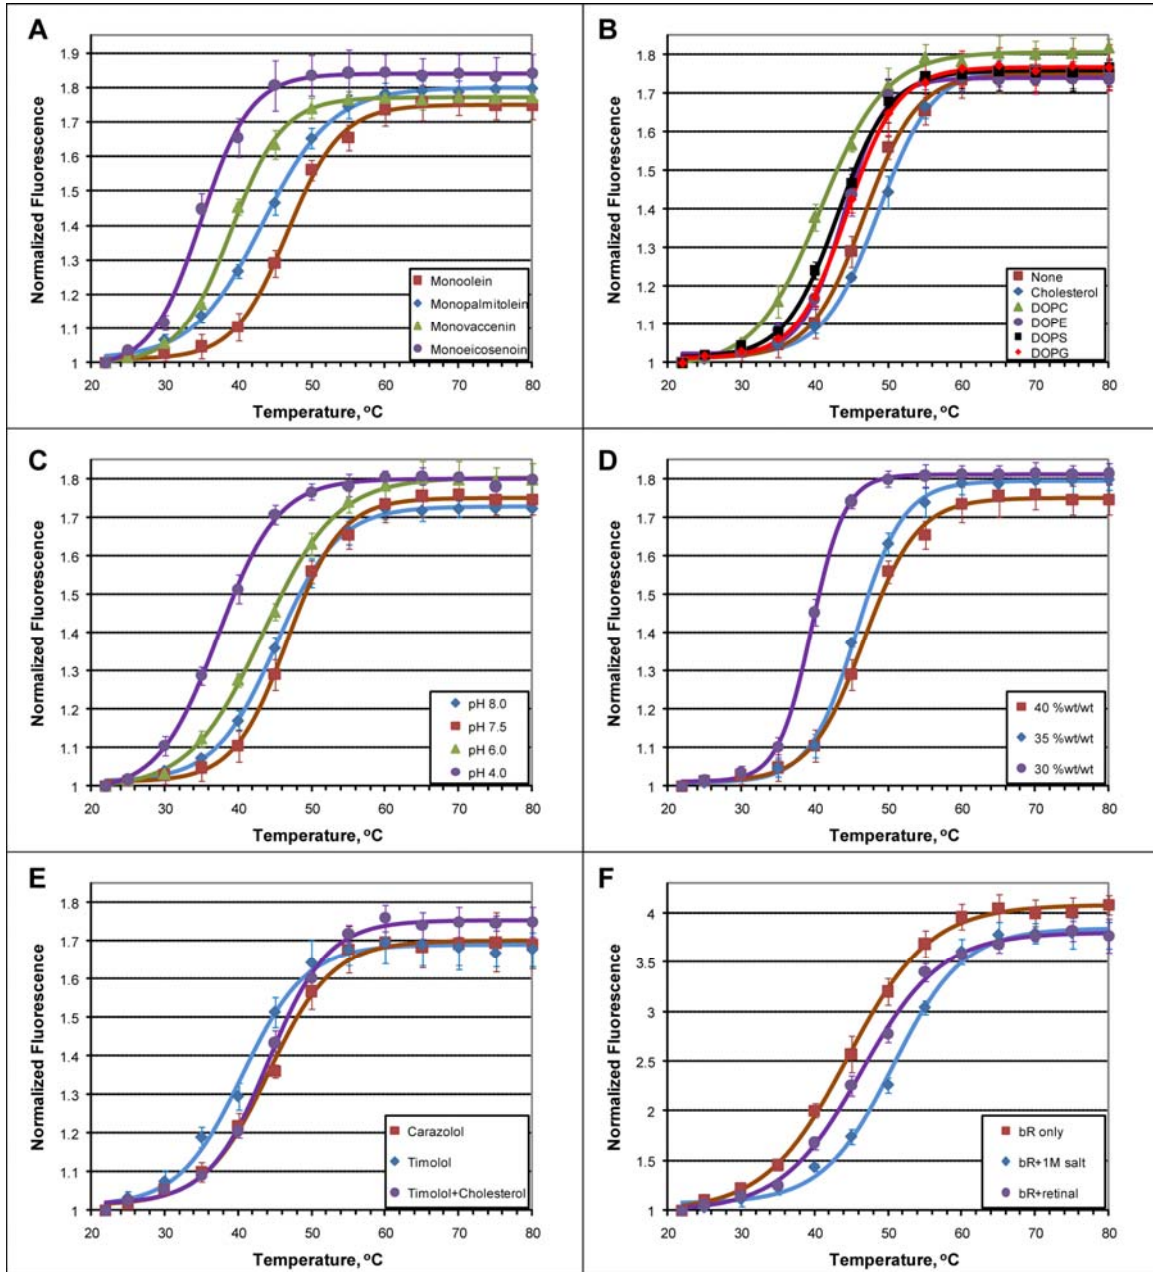 A
Normalized Fluorescence
1.9
1.8
1.7
1.6
1.5
1.4
1.3
1.2
1.1
1
20 30 40 50 60 70 80
Temperature, °C
Monoolein
Monopalmitolein
Monovaccenin
Monoeicosenoin
B
Normalized Fluorescence
1.8
1.7
1.6
1.5
1.4
1.3
1.2
1.1
1
20 30 40 50 60 70 80
Temperature, °C
None
Cholesterol
DOPC
DOPE
DOPS
DOPG
C
Normalized Fluorescence
1.8
1.7
1.6
1.5
1.4
1.3
1.2
1.1
1
20 30 40 50 60 70 80
Temperature, °C
pH 8.0
pH 7.5
pH 6.0
pH 4.0
D
Normalized Fluorescence
1.8
1.7
1.6
1.5
1.4
1.3
1.2
1.1
1
20 30 40 50 60 70 80
Temperature, °C
40 %wt/wt
35 %wt/wt
30 %wt/wt
E
Normalized Fluorescence
1.8
1.7
1.6
1.5
1.4
1.3
1.2
1.1
1
20 30 40 50 60 70 80
Temperature, °C
Carazolol
Timolol
Timolol+Cholesterol
F
Normalized Fluorescence
4
3.5
3
2.5
2
1.5
1
20 30 40 50 60 70 80
Temperature, °C
bR only
bR+1M salt
bR+retinal